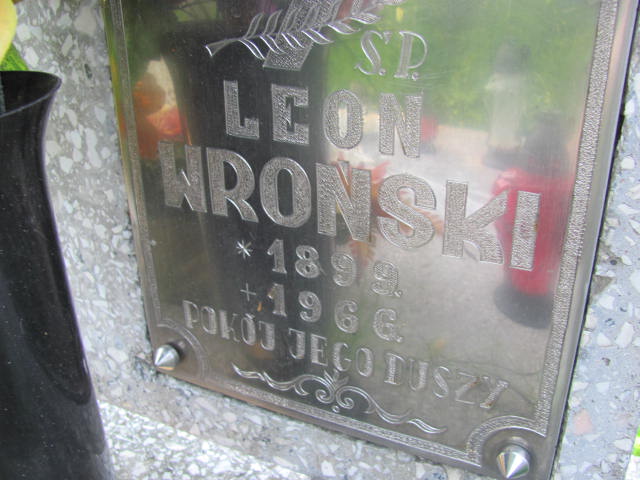 Ś.P.
LEON
WROŃSKI
* 1899.
+ 1966.
POKÓJ JEGO DUSZY